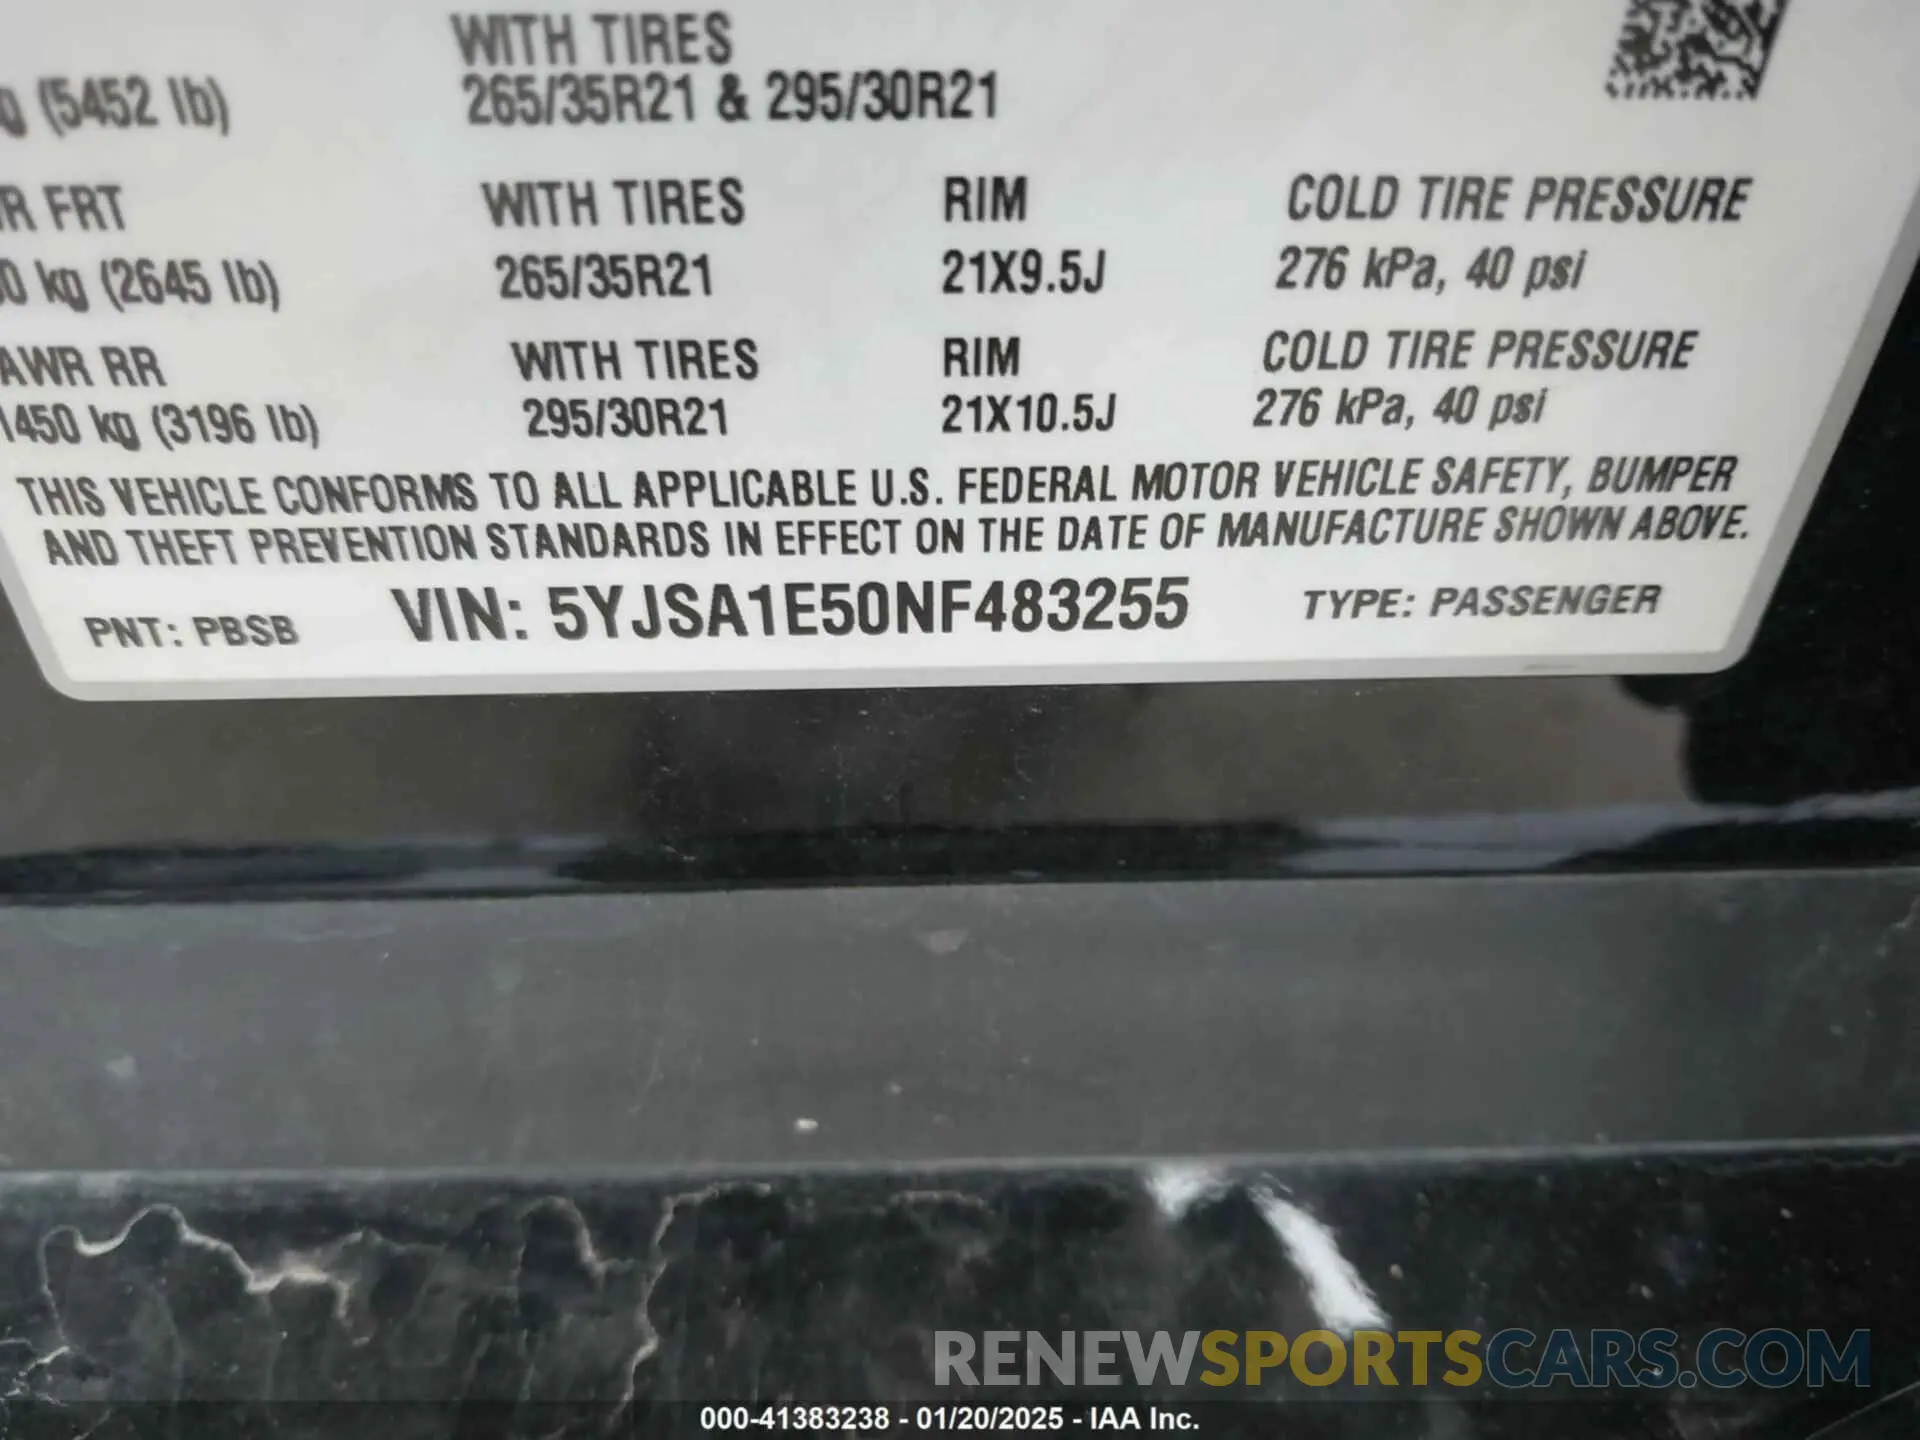 WITH TIRES
(5452 lb) 265/35R21 & 295/30R21
FRT WITH TIRES RIM COLD TIRE PRESSURE
kg (2645 lb) 265/35R21 21X9.5J 276 kPa, 40 psi
AWR RR WITH TIRES RIM COLD TIRE PRESSURE
1450 kg (3196 lb) 295/30R21 21X10.5J 276 kPa, 40 psi
THIS VEHICLE CONFORMS TO ALL APPLICABLE U.S. FEDERAL MOTOR VEHICLE SAFETY, BUMPER
AND THEFT PREVENTION STANDARDS IN EFFECT ON THE DATE OF MANUFACTURE SHOWN ABOVE.
PNT: PBSB VIN: 5YJSA1E50NF483255 TYPE: PASSENGER
RENEWSPORTSCARS.COM
000-41383238 - 01/20/2025 - IAA Inc.